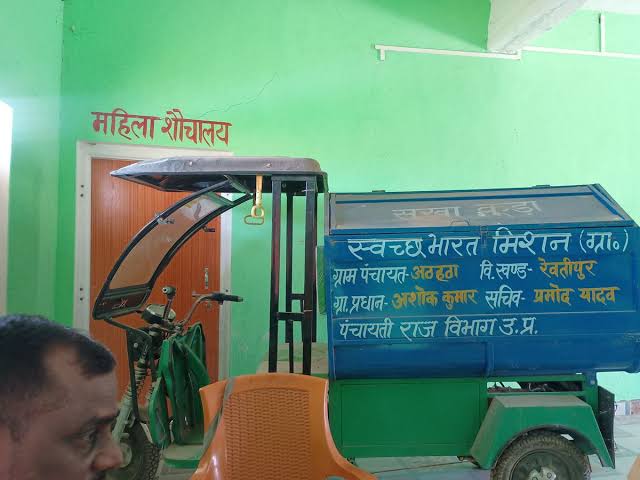 महिला शौचालय
सूखा कूड़ा
स्वच्छ भारत मिशन (ग्रा०)
ग्राम पंचायत- अठहठा वि.खण्ड- रेवतीपुर
ग्रा.प्रधान- अशोक कुमार सचिव- प्रमोद यादव
पंचायती राज विभाग उ.प्र.